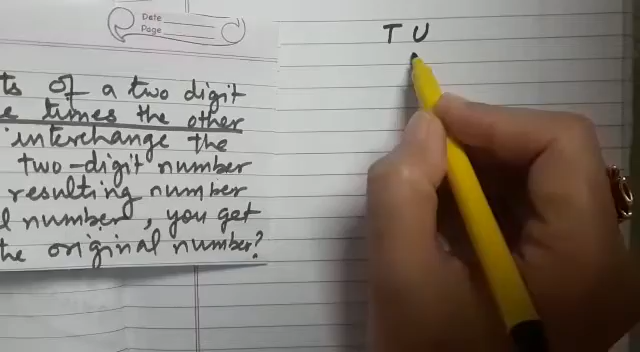 Date
Page
T U
ts of a two digit
e times the other
interchange the
two-digit number
resulting number
l number, you get
the original number?